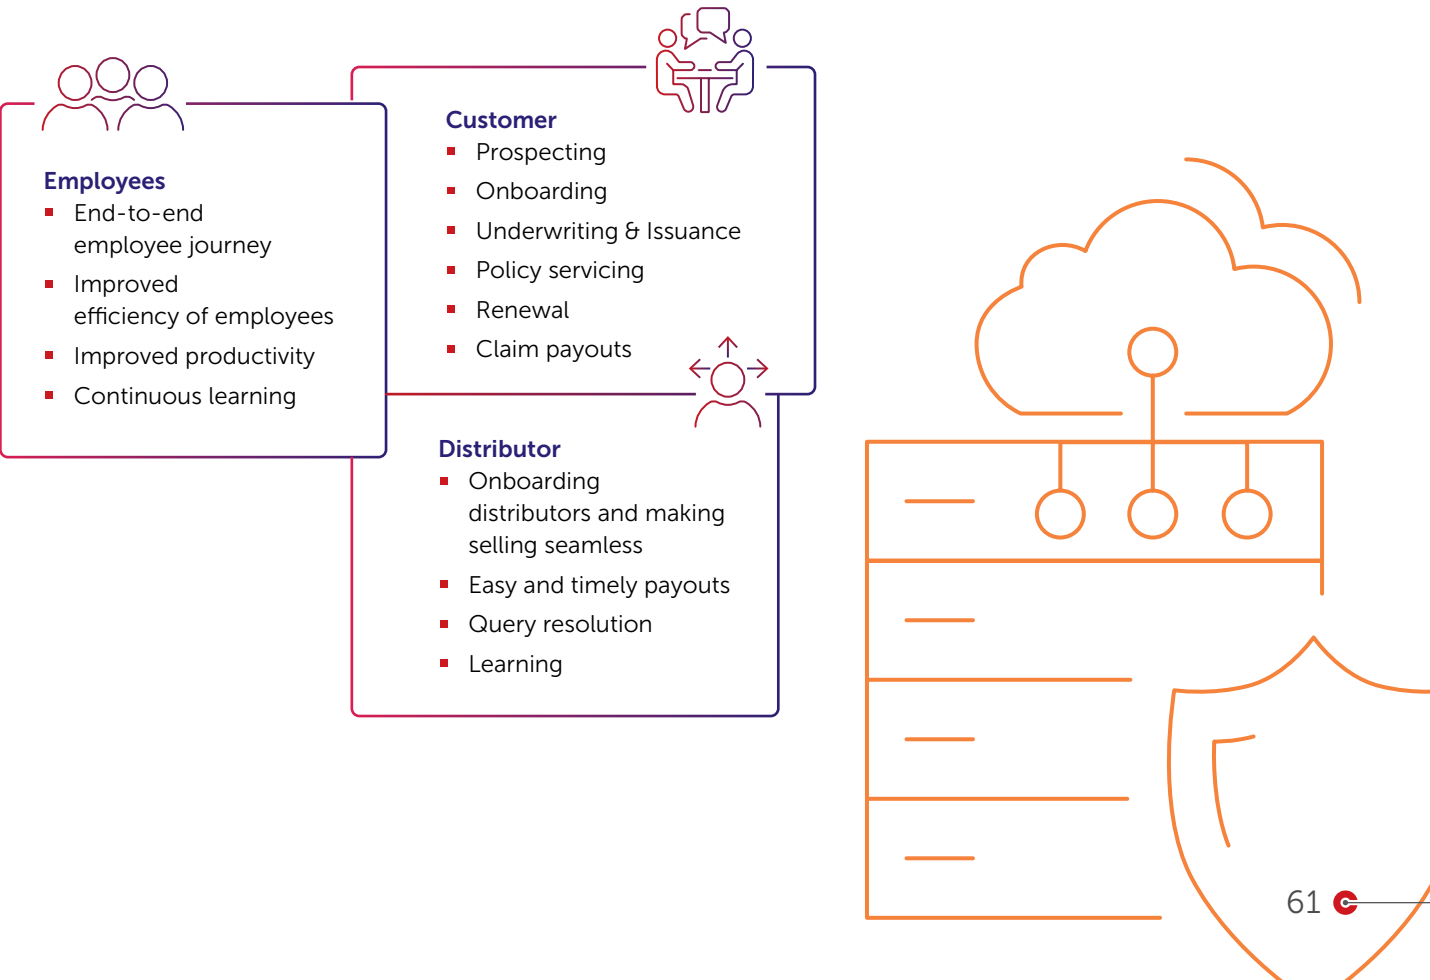 Employees
End-to-end
employee journey
Improved
efficiency of employees
Improved productivity
Continuous learning
Customer
Prospecting
Onboarding
Underwriting & Issuance
Policy servicing
Renewal
Claim payouts
Distributor
Onboarding
distributors and making
selling seamless
Easy and timely payouts
Query resolution
Learning
61